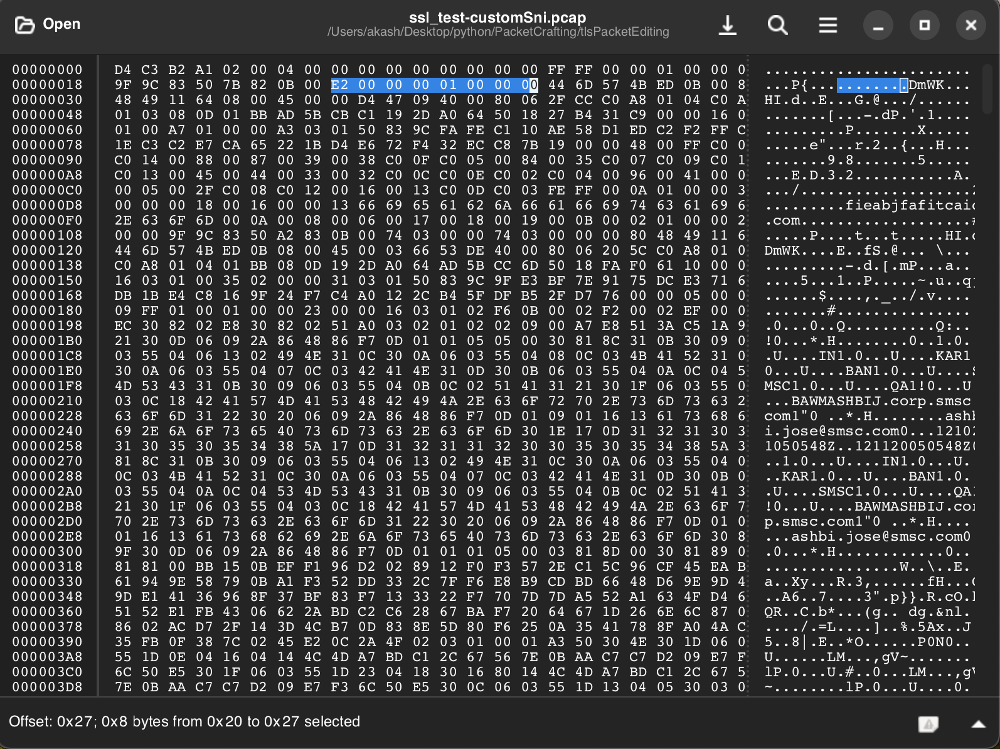 Open
ssl_test-customSni.pcap
/Users/akash/Desktop/python/PacketCrafting/tlsPacketEditing
00000000 D4 C3 B2 A1 02 00 04 00 00 00 00 00 00 00 00 00 FF FF 00 00 01 00 00 0 ........................
00000018 9F 9C 83 50 7B 82 0B 00 E2 00 00 00 01 00 00 00 44 6D 57 4B ED 0B 00 8 ...P{...........DmWK...
00000030 48 49 11 64 08 00 45 00 00 D4 47 09 40 00 80 06 2F CC C0 A8 01 04 C0 A HI.d..E...G.@.../......
00000048 01 03 08 0D 01 BB AD 5B CB C1 19 2D A0 64 50 18 27 B4 31 C9 00 00 16 0 .......[...-.dP.'.1....
00000060 01 00 A7 01 00 00 A3 03 01 50 83 9C FA FE C1 10 AE 58 D1 ED C2 F2 FF C .........P.......X.....
00000078 1E C3 C2 E7 CA 65 22 1B D4 E6 72 F4 32 EC C8 7B 19 00 00 48 00 FF C0 0 .....e"...r.2..{...H...
00000090 C0 14 00 88 00 87 00 39 00 38 C0 0F C0 05 00 84 00 35 C0 07 C0 09 C0 1 .......9.8.......5.....
000000A8 C0 13 00 45 00 44 00 33 00 32 C0 0C C0 0E C0 02 C0 04 00 96 00 41 00 0 ...E.D.3.2...........A.
000000C0 00 05 00 2F C0 08 C0 12 00 16 00 13 C0 0D C0 03 FE FF 00 0A 01 00 00 3 .../...................
000000D8 00 00 00 18 00 16 00 00 13 66 69 65 61 62 6A 66 61 66 69 74 63 61 69 6 .........fieabjfafitcaic
000000F0 2E 63 6F 6D 00 0A 00 08 00 06 00 17 00 18 00 19 00 0B 00 02 01 00 00 2 .com...................#
00000108 00 00 9F 9C 83 50 A2 83 0B 00 74 03 00 00 74 03 00 00 00 80 48 49 11 6 .....P....t...t.....HI.d
00000120 44 6D 57 4B ED 0B 08 00 45 00 03 66 53 DE 40 00 80 06 20 5C C0 A8 01 0 DmWK....E..fS.@... \...
00000138 C0 A8 01 04 01 BB 08 0D 19 2D A0 64 AD 5B CC 6D 50 18 FA F0 61 10 00 0 .........-.d.[.mP...a..
00000150 16 03 01 00 35 02 00 00 31 03 01 50 83 9C 9F E3 BF 7E 91 75 DC E3 71 6 ....5...1..P.....~.u..q
00000168 DB 1B E4 C8 16 9F 24 F7 C4 A0 12 2C B4 5F DF B5 2F D7 76 00 00 05 00 0 ......$....,._../.v....
00000180 09 FF 01 00 01 00 00 23 00 00 16 03 01 02 F6 0B 00 02 F2 00 02 EF 00 0 .......#...............
00000198 EC 30 82 02 E8 30 82 02 51 A0 03 02 01 02 02 09 00 A7 E8 51 3A C5 1A 9 .0...0..Q..........Q:..
000001B0 21 30 0D 06 09 2A 86 48 86 F7 0D 01 01 05 05 00 30 81 8C 31 0B 30 09 0 !0...*.H........0..1.0.
000001C8 03 55 04 06 13 02 49 4E 31 0C 30 0A 06 03 55 04 08 0C 03 4B 41 52 31 0 .U....IN1.0...U....KAR1
000001E0 30 0A 06 03 55 04 07 0C 03 42 41 4E 31 0D 30 0B 06 03 55 04 0A 0C 04 5 0...U....BAN1.0...U....S
000001F8 4D 53 43 31 0B 30 09 06 03 55 04 0B 0C 02 51 41 31 21 30 1F 06 03 55 0 MSC1.0...U....QA1!0...U
00000210 03 0C 18 42 41 57 4D 41 53 48 42 49 4A 2E 63 6F 72 70 2E 73 6D 73 63 2 ...BAWMASHBIJ.corp.smsc
00000228 63 6F 6D 31 22 30 20 06 09 2A 86 48 86 F7 0D 01 09 01 16 13 61 73 68 6 com1"0 ..*.H........ash
00000240 69 2E 6A 6F 73 65 40 73 6D 73 63 2E 63 6F 6D 30 1E 17 0D 31 32 31 30 3 i.jose@smsc.com0...1210
00000258 31 30 35 30 35 34 38 5A 17 0D 31 32 31 31 32 30 30 35 30 35 34 38 5A 3 1050548Z..121120050548Z0
00000270 81 8C 31 0B 30 09 06 03 55 04 06 13 02 49 4E 31 0C 30 0A 06 03 55 04 0 ..1.0...U....IN1.0...U.
00000288 0C 03 4B 41 52 31 0C 30 0A 06 03 55 04 07 0C 03 42 41 4E 31 0D 30 0B 0 ..KAR1.0...U....BAN1.0.
000002A0 03 55 04 0A 0C 04 53 4D 53 43 31 0B 30 09 06 03 55 04 0B 0C 02 51 41 3 .U....SMSC1.0...U....QA
000002B8 21 30 1F 06 03 55 04 03 0C 18 42 41 57 4D 41 53 48 42 49 4A 2E 63 6F 7 !0...U....BAWMASHBIJ.cor
000002D0 70 2E 73 6D 73 63 2E 63 6F 6D 31 22 30 20 06 09 2A 86 48 86 F7 0D 01 0 p.smsc.com1"0 ..*.H....
000002E8 01 16 13 61 73 68 62 69 2E 6A 6F 73 65 40 73 6D 73 63 2E 63 6F 6D 30 8 ...ashbi.jose@smsc.com0
00000300 9F 30 0D 06 09 2A 86 48 86 F7 0D 01 01 01 05 00 03 81 8D 00 30 81 89 0 .0...*.H............0..
00000318 81 81 00 BB 15 0B EF F1 96 D2 02 89 12 F0 F3 57 2E C1 5C 96 CF 45 EA B ...............W..\..E.
00000330 61 94 9E 58 79 0B A1 F3 52 DD 33 2C 7F F6 E8 B9 CD BD 66 48 D6 9E 9D 4 a..Xy...R.3,......fH...
00000348 9D E1 41 36 96 8F 37 BF 83 F7 13 33 22 F7 70 7D 7D A5 52 A1 63 4F D4 6 ..A6..7....3".p}}.R.cO.
00000360 51 52 E1 FB 43 06 62 2A BD C2 C6 28 67 BA F7 20 64 67 1D 26 6E 6C 87 0 QR..C.b*...(g.. dg.&nl.
00000378 86 02 AC D7 2F 14 3D 4C B7 0D 83 8E 5D 80 F6 25 0A 35 41 78 8F A0 4A C ..../.=L....]..%.5Ax..J
00000390 35 FB 0F 38 7C 02 45 E2 0C 2A 4F 02 03 01 00 01 A3 50 30 4E 30 1D 06 0 5..8|.E..*O......P0N0..
000003A8 55 1D 0E 04 16 04 14 4C 4D A7 BD C1 2C 67 56 7E 0B AA C7 C7 D2 09 E7 F U......LM...,gV~.......
000003C0 6C 50 E5 30 1F 06 03 55 1D 23 04 18 30 16 80 14 4C 4D A7 BD C1 2C 67 5 lP.0...U.#..0...LM...,gV
000003D8 7E 0B AA C7 C7 D2 09 E7 F3 6C 50 E5 30 0C 06 03 55 1D 13 04 05 30 03 0 ~........lP.0...U....0.
Offset: 0x27; 0x8 bytes from 0x20 to 0x27 selected